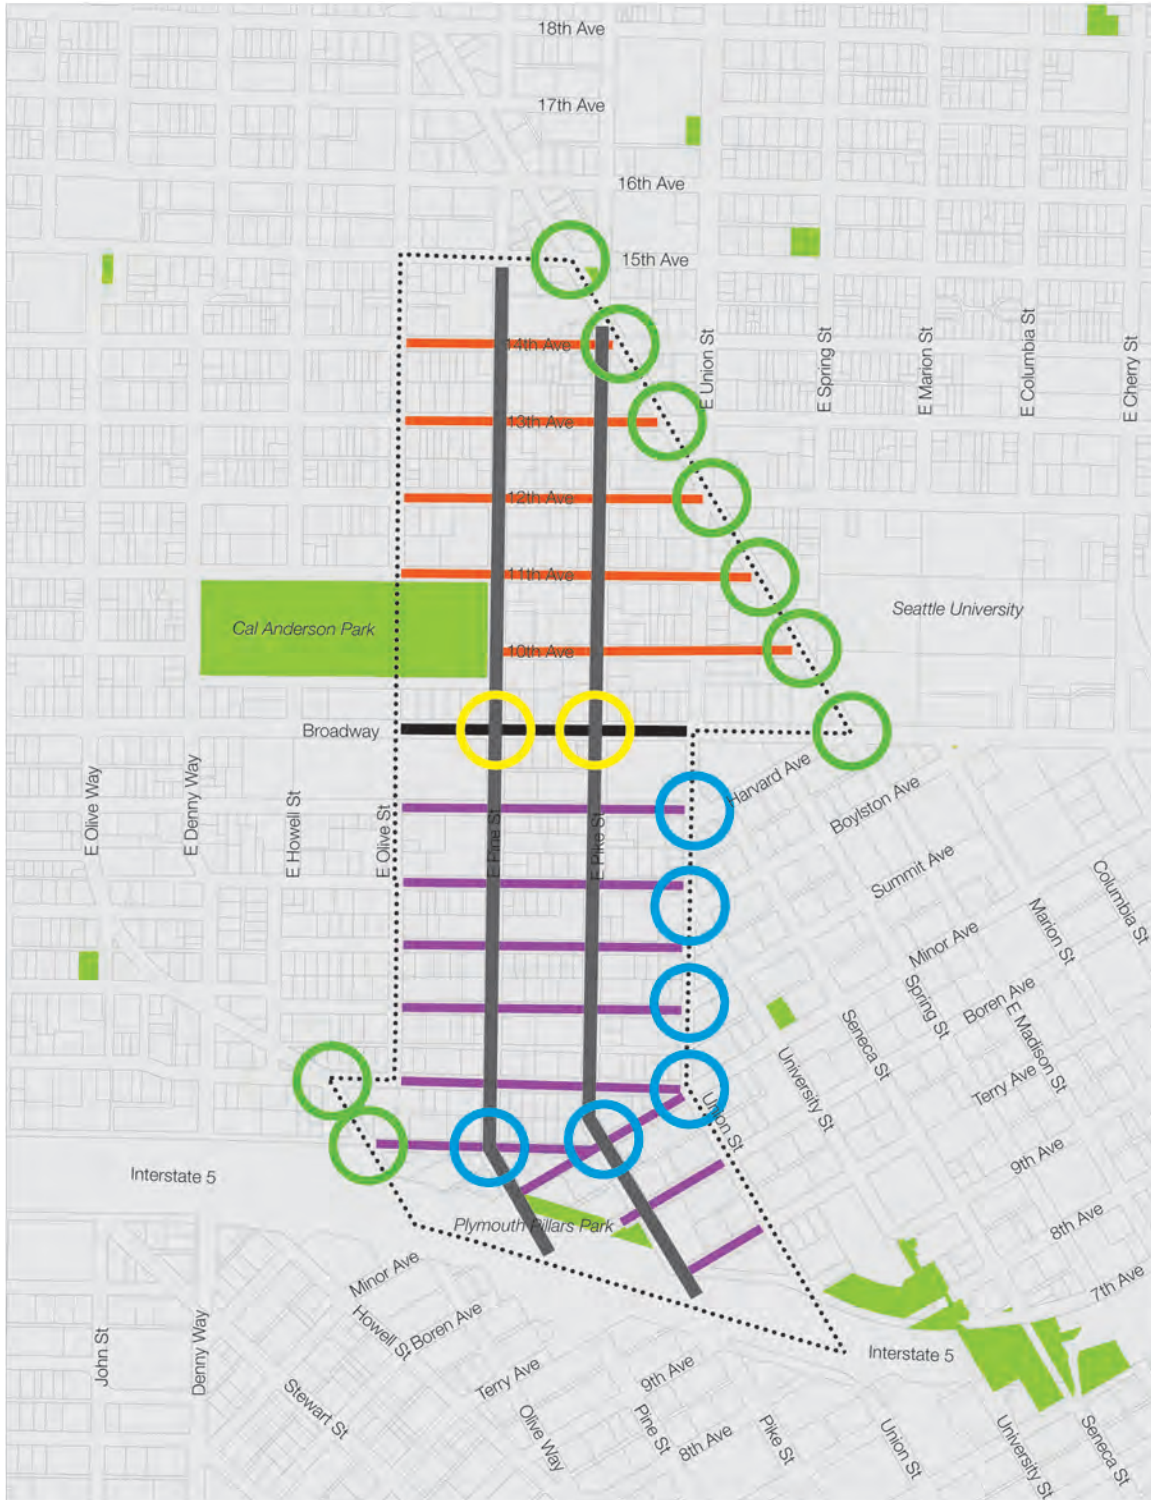 18th Ave
17th Ave
16th Ave
15th Ave
14th Ave
13th Ave
12th Ave
11th Ave
10th Ave
E Union St
E Spring St
E Marion St
E Columbia St
E Cherry St
Seattle University
Cal Anderson Park
Broadway
E Olive Way
E Denny Way
E Howell St
E Olive St
E Pine St
E Pike St
Harvard Ave
Boylston Ave
Summit Ave
Minor Ave
Boren Ave
Terry Ave
9th Ave
8th Ave
7th Ave
Columbia St
Marion St
E Madison St
Spring St
Seneca St
University St
Union St
Interstate 5
Plymouth Pillars Park
Minor Ave
Howell St
Boren Ave
Terry Ave
9th Ave
8th Ave
Interstate 5
John St
Denny Way
Stewart St
Olive Way
Pine St
Pike St
Union St
University St
Seneca St